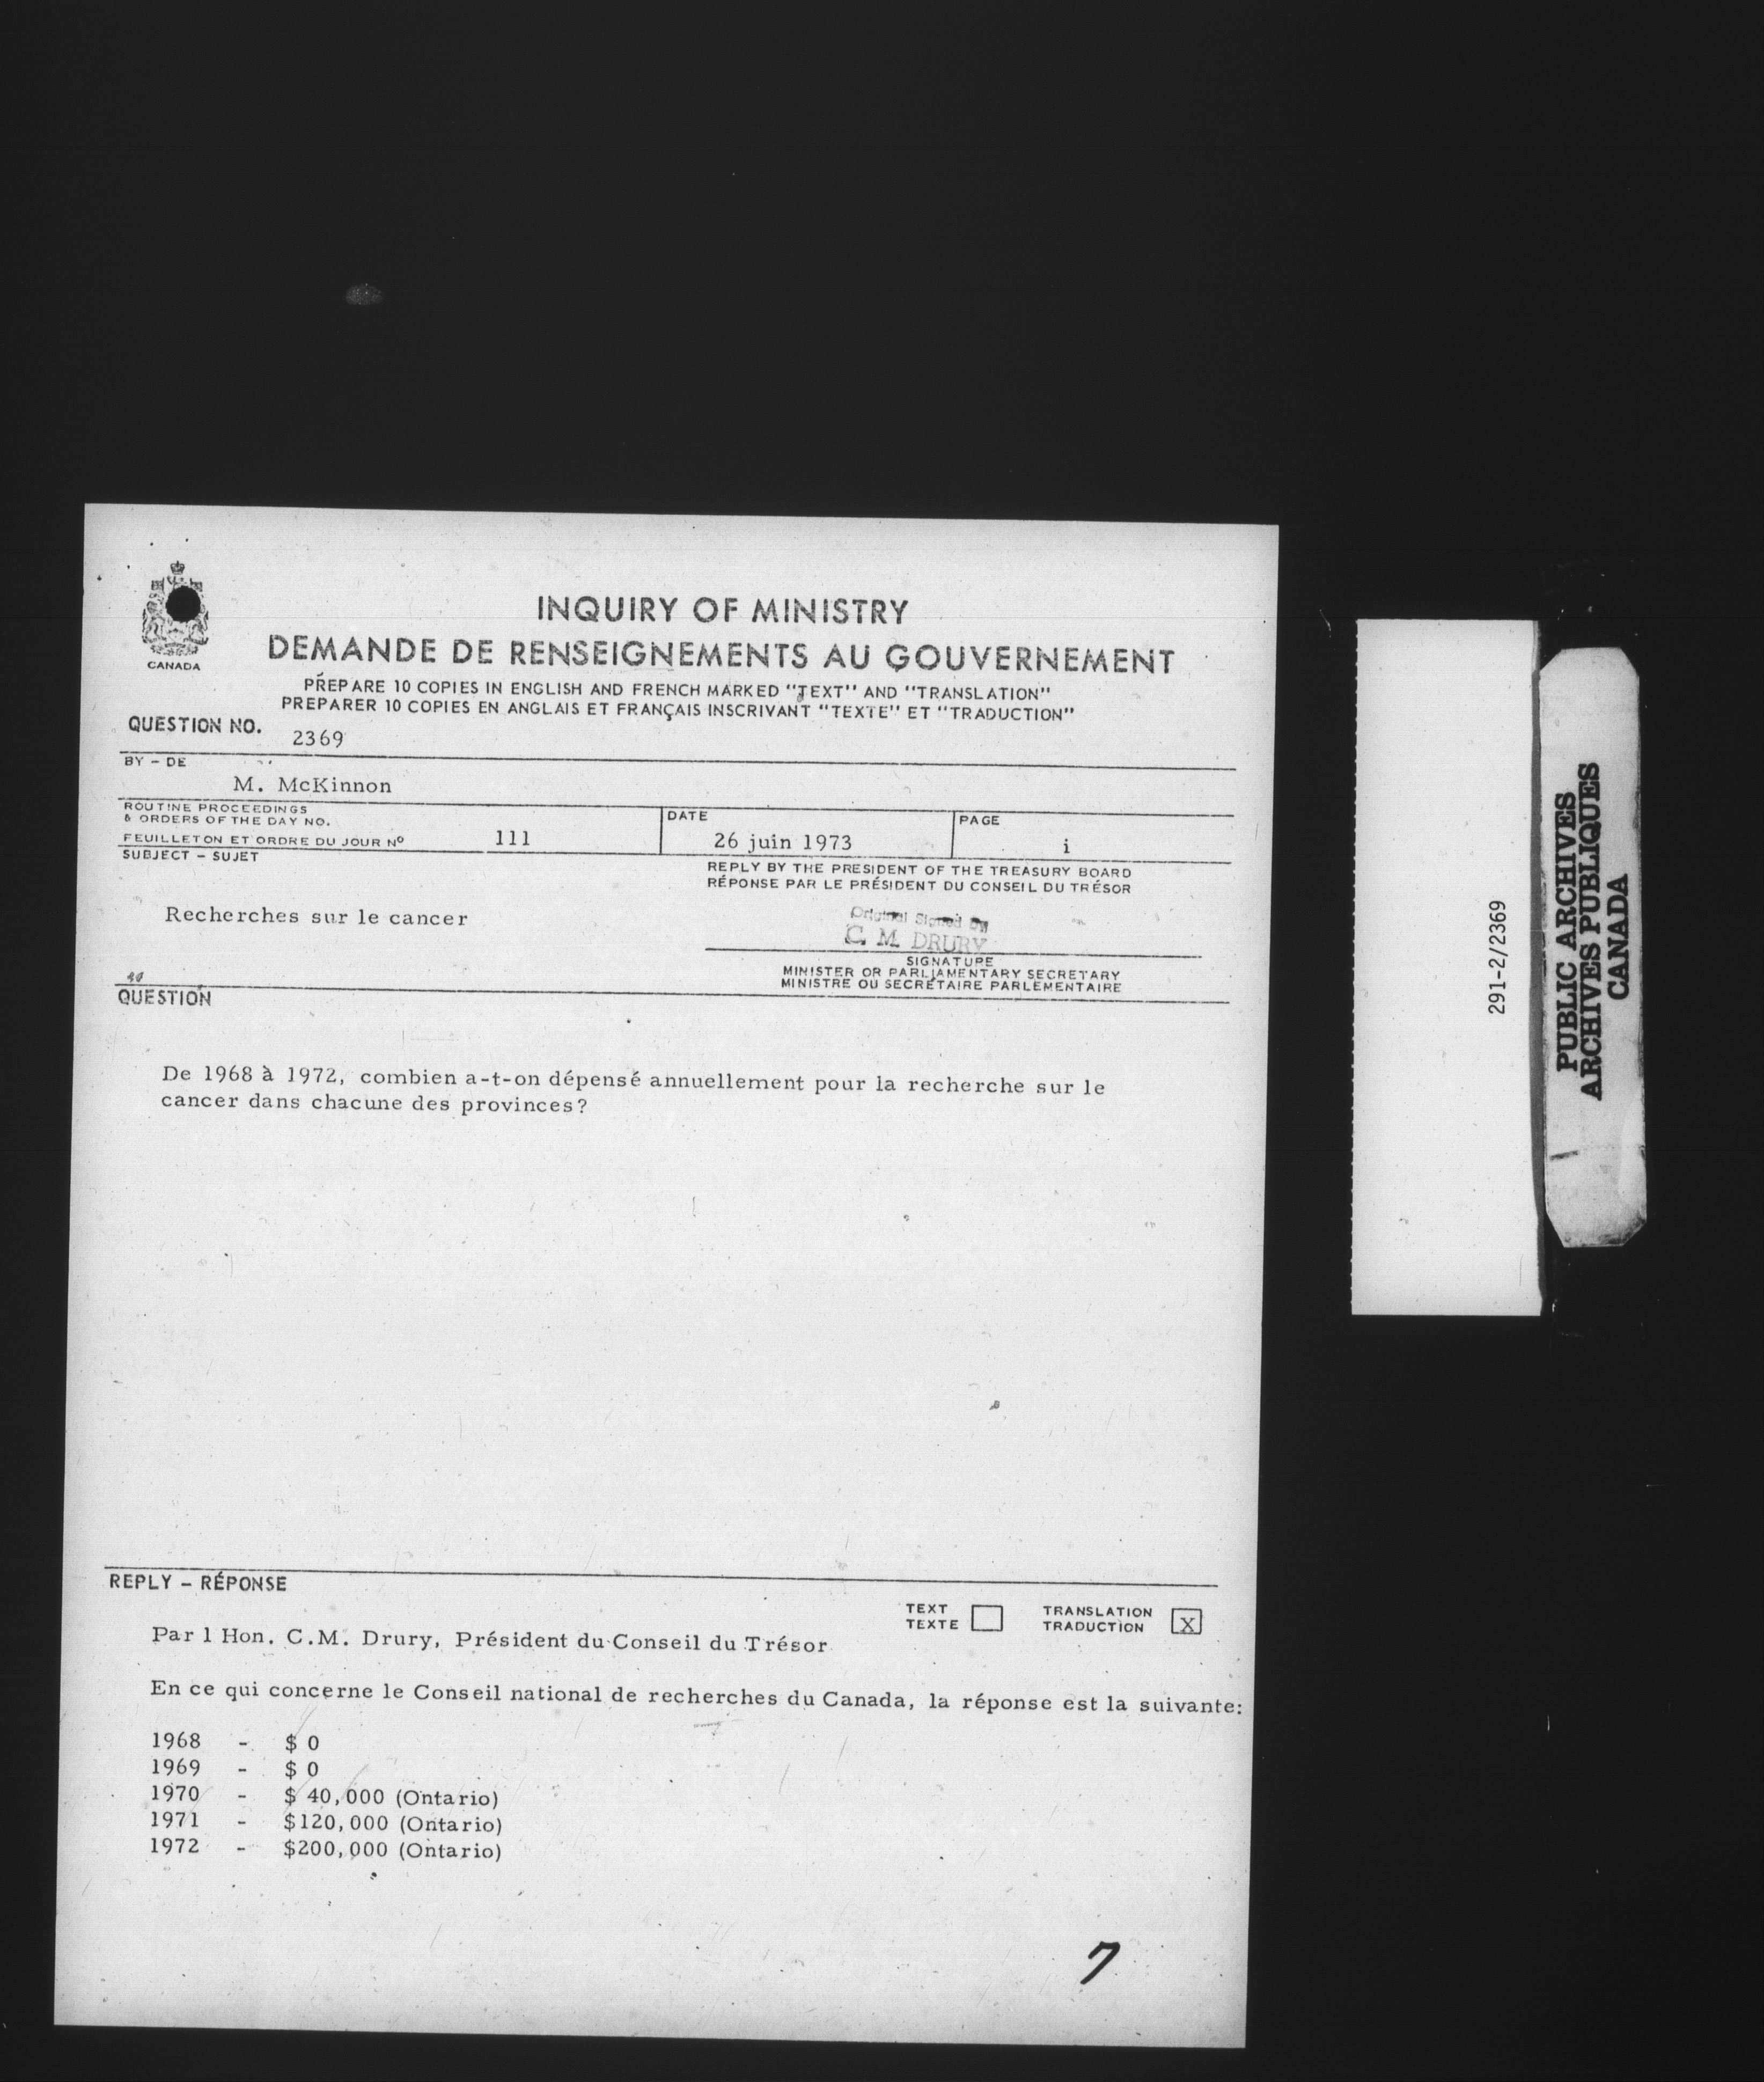 CANADA
INQUIRY OF MINISTRY
DEMANDE DE RENSEIGNEMENTS AU GOUVERNEMENT
PREPARE 10 COPIES IN ENGLISH AND FRENCH MARKED "TEXT" AND "TRANSLATION"
PREPARER 10 COPIES EN ANGLAIS ET FRANÇAIS INSCRIVANT "TEXTE" ET "TRADUCTION"
QUESTION NO.
2369
BY - DE
M. McKinnon
ROUTINE PROCEEDINGS
& ORDERS OF THE DAY NO.
FEUILLETON ET ORDRE DU JOUR Nº
111
DATE
26 juin 1973
PAGE
i
SUBJECT - SUJET
Recherches sur le cancer
REPLY BY THE PRESIDENT OF THE TREASURY BOARD
RÉPONSE PAR LE PRÉSIDENT DU CONSEIL DU TRÉSOR
Original Signed By
C. M. DRURY
SIGNATURE
MINISTER OR PARLIAMENTARY SECRETARY
MINISTRE OU SECRÉTAIRE PARLEMENTAIRE
QUESTION
De 1968 à 1972, combien a-t-on dépensé annuellement pour la recherche sur le
cancer dans chacune des provinces?
REPLY - RÉPONSE
TEXT
TEXTE
TRANSLATION
TRADUCTION
X
Par l Hon. C.M. Drury, Président du Conseil du Trésor
En ce qui concerne le Conseil national de recherches du Canada, la réponse est la suivante:
1968 - $ 0
1969 - $ 0
1970 - $ 40,000 (Ontario)
1971 - $120,000 (Ontario)
1972 - $200,000 (Ontario)
7
291-2/2369
PUBLIC ARCHIVES
ARCHIVES PUBLIQUES
CANADA